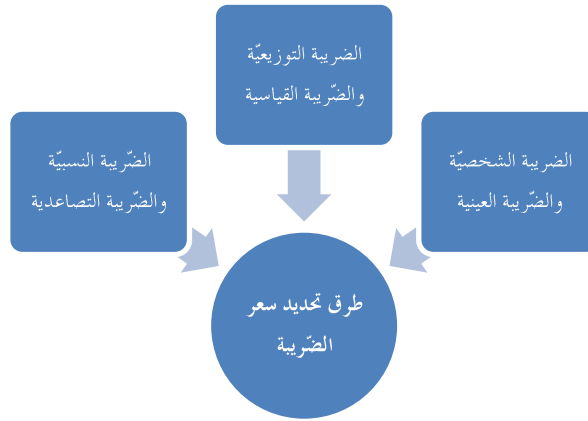 الضريبة التوزيعيّة
والضّريبة القياسية
الضريبة الشخصيّة
والضّريبة العينية
الضّريبة النسبيّة
والضّريبة التصاعدية
طرق تحديد سعر
الضّريبة